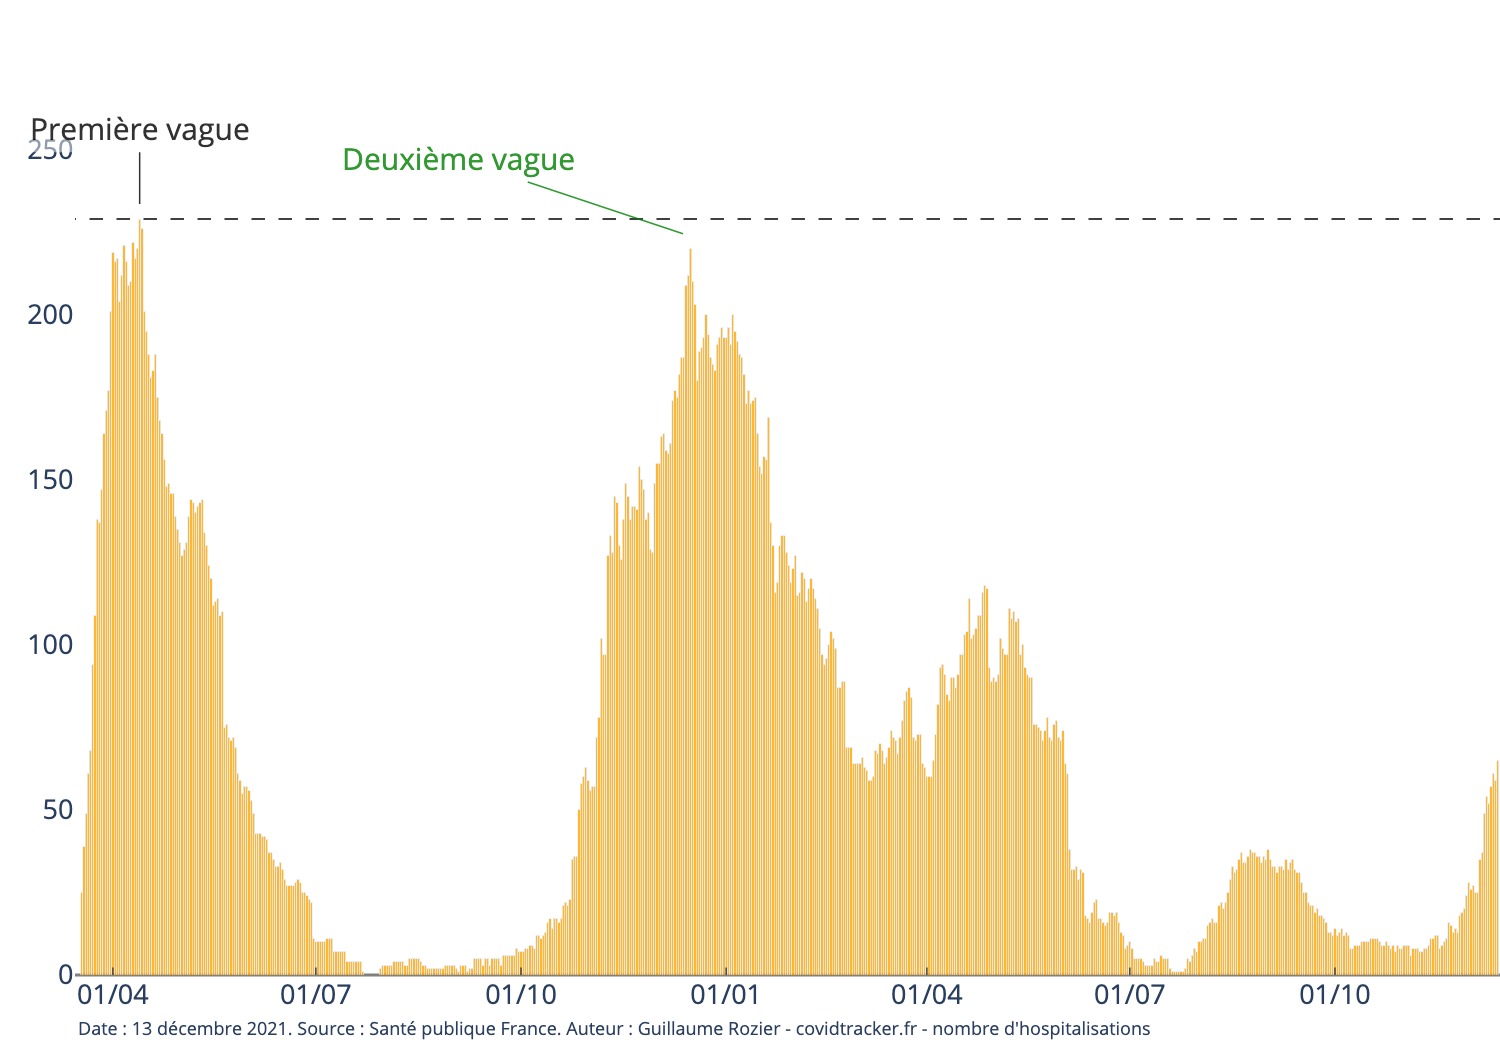 Première vague
250
Deuxième vague
200
150
100
50
0
01/04 01/07 01/10 01/01 01/04 01/07 01/10
Date : 13 décembre 2021. Source : Santé publique France. Auteur : Guillaume Rozier - covidtracker.fr - nombre d'hospitalisations